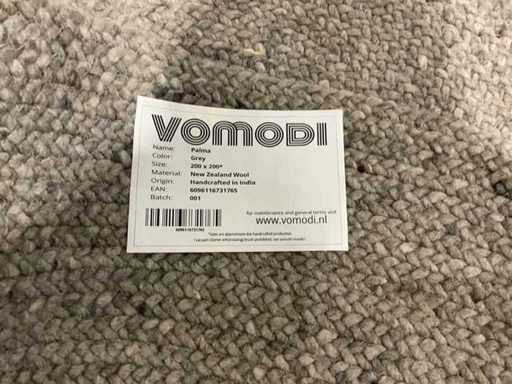 VOMODI
Name: Palma
Color: Grey
Size: 200 x 200*
Material: New Zealand Wool
Origin: Handcrafted in India
EAN: 6096116731765
Batch: 001
for maintenance and general terms visit
www.vomodi.nl